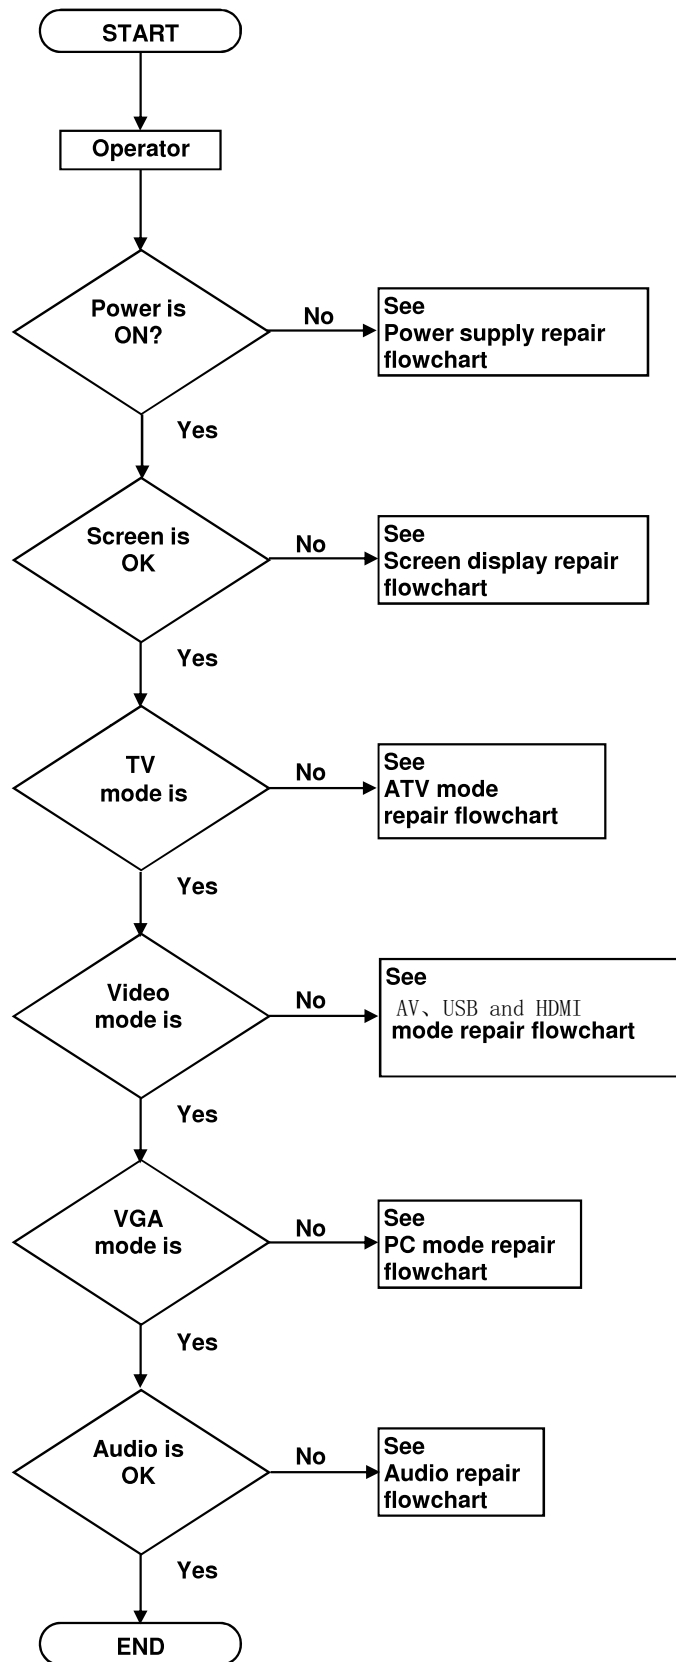 START
Operator
Power is
ON?
No
See
Power supply repair
flowchart
Yes
Screen is
OK
No
See
Screen display repair
flowchart
Yes
TV
mode is
No
See
ATV mode
repair flowchart
Yes
Video
mode is
No
See
AV、USB and HDMI
mode repair flowchart
Yes
VGA
mode is
No
See
PC mode repair
flowchart
Yes
Audio is
OK
No
See
Audio repair
flowchart
Yes
END